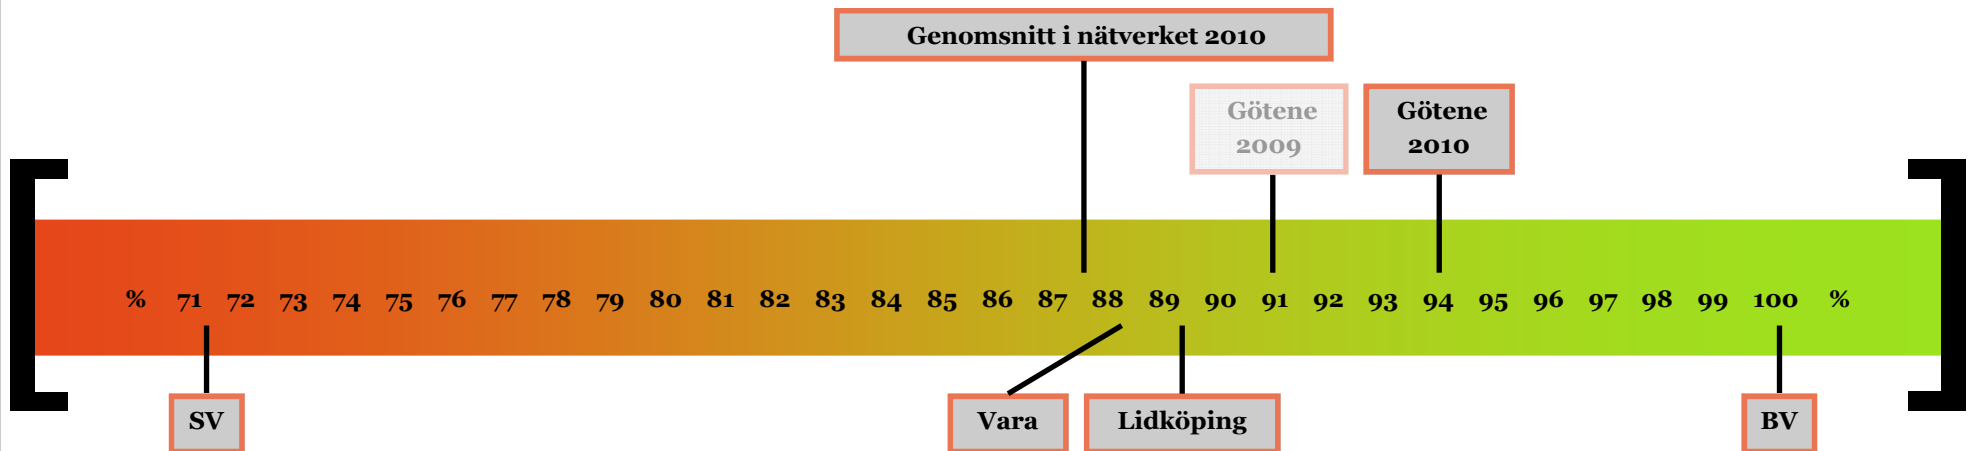 Genomsnitt i nätverket 2010
Götene
2009
Götene
2010
% 71 72 73 74 75 76 77 78 79 80 81 82 83 84 85 86 87 88 89 90 91 92 93 94 95 96 97 98 99 100 %
SV
Vara
Lidköping
BV